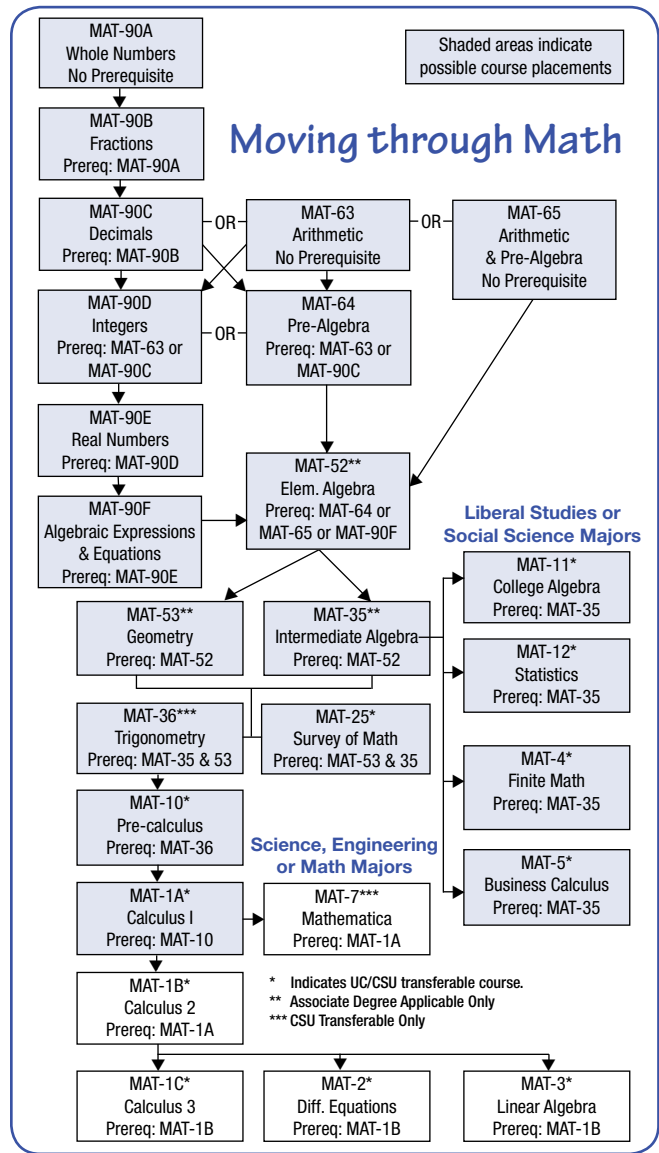 MAT-90A
Whole Numbers
No Prerequisite
Shaded areas indicate
possible course placements
Moving through Math
MAT-90B
Fractions
Prereq: MAT-90A
MAT-90C
Decimals
Prereq: MAT-90B
OR
MAT-63
Arithmetic
No Prerequisite
OR
MAT-65
Arithmetic
& Pre-Algebra
No Prerequisite
MAT-90D
Integers
Prereq: MAT-63 or
MAT-90C
OR
MAT-64
Pre-Algebra
Prereq: MAT-63 or
MAT-90C
MAT-90E
Real Numbers
Prereq: MAT-90D
MAT-90F
Algebraic Expressions
& Equations
Prereq: MAT-90E
MAT-52**
Elem. Algebra
Prereq: MAT-64 or
MAT-65 or MAT-90F
Liberal Studies or
Social Science Majors
MAT-11*
College Algebra
Prereq: MAT-35
MAT-53**
Geometry
Prereq: MAT-52
MAT-35**
Intermediate Algebra
Prereq: MAT-52
MAT-12*
Statistics
Prereq: MAT-35
MAT-36***
Trigonometry
Prereq: MAT-35 & 53
MAT-25*
Survey of Math
Prereq: MAT-53 & 35
MAT-4*
Finite Math
Prereq: MAT-35
MAT-10*
Pre-calculus
Prereq: MAT-36
Science, Engineering
or Math Majors
MAT-5*
Business Calculus
Prereq: MAT-35
MAT-1A*
Calculus I
Prereq: MAT-10
MAT-7***
Mathematica
Prereq: MAT-1A
MAT-1B*
Calculus 2
Prereq: MAT-1A
* Indicates UC/CSU transferable course.
** Associate Degree Applicable Only
*** CSU Transferable Only
MAT-1C*
Calculus 3
Prereq: MAT-1B
MAT-2*
Diff. Equations
Prereq: MAT-1B
MAT-3*
Linear Algebra
Prereq: MAT-1B